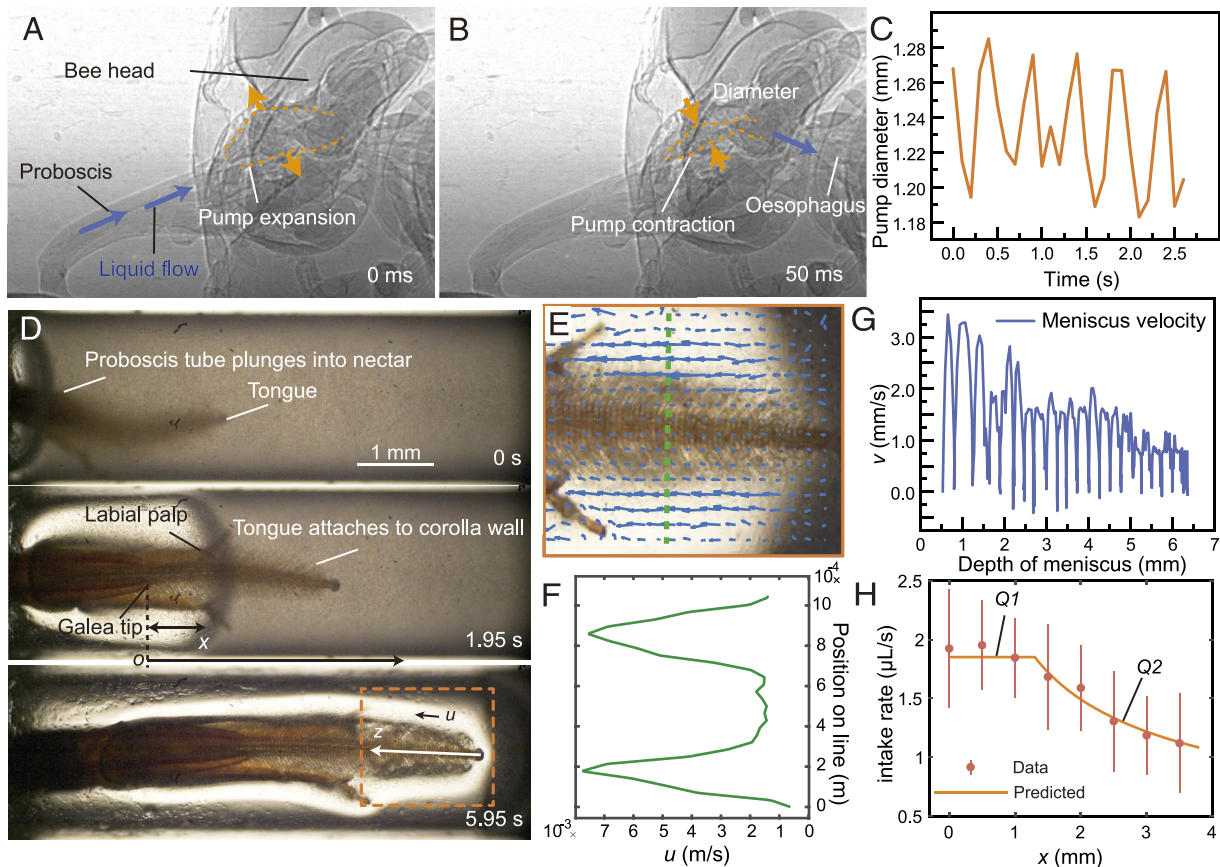 A
Bee head
Proboscis
Pump expansion
Liquid flow
0 ms
B
Diameter
Oesophagus
Pump contraction
50 ms
C
Pump diameter (mm)
1.28
1.26
1.24
1.22
1.20
1.18
0.0 0.5 1.0 1.5 2.0 2.5
Time (s)
D
Proboscis tube plunges into nectar
Tongue
1 mm
0 s
Labial palp
Tongue attaches to corolla wall
Galea tip
x
1.95 s
o
u
z
5.95 s
E
F
10⁻⁴×
10
8
6
4
2
0
Position on line (m)
10⁻³×
7 6 5 4 3 2 1 0
u (m/s)
G
Meniscus velocity
v (mm/s)
3.0
2.0
1.0
0.0
0 1 2 3 4 5 6 7
Depth of meniscus (mm)
H
intake rate (µL/s)
2.5
2
1.5
1
0.5
Q1
Q2
Data
Predicted
0 1 2 3 4
x (mm)